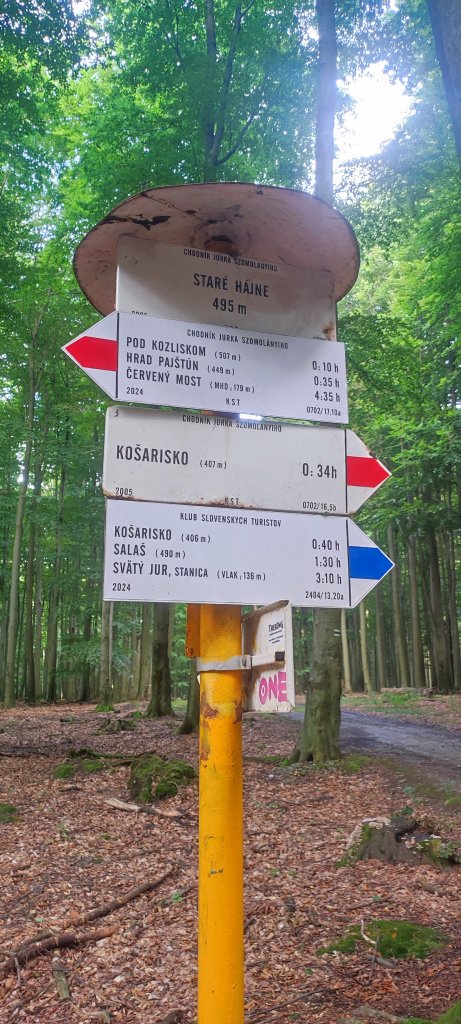 CHODNÍK JURKA SZOMOLÁNYIHO
STARÉ HÁJNE
495 m
2005 KST
CHODNÍK JURKA SZOMOLÁNYIHO
POD KOZLISKOM (507 m) 0:10 h
HRAD PAJŠTÚN (449 m) 0:35 h
ČERVENÝ MOST (MHD; 179 m) 4:35 h
2024 KST 0702/17,10a
CHODNÍK JURKA SZOMOLÁNYIHO
KOŠARISKO (407 m) 0:34h
2005 KST 0702/16,5b
KLUB SLOVENSKÝCH TURISTOV
KOŠARISKO (406 m) 0:40 h
SALAŠ (490 m) 1:30 h
SVÄTÝ JUR, STANICA (VLAK; 136 m) 3:10 h
2024 2404/13,20a
ONE